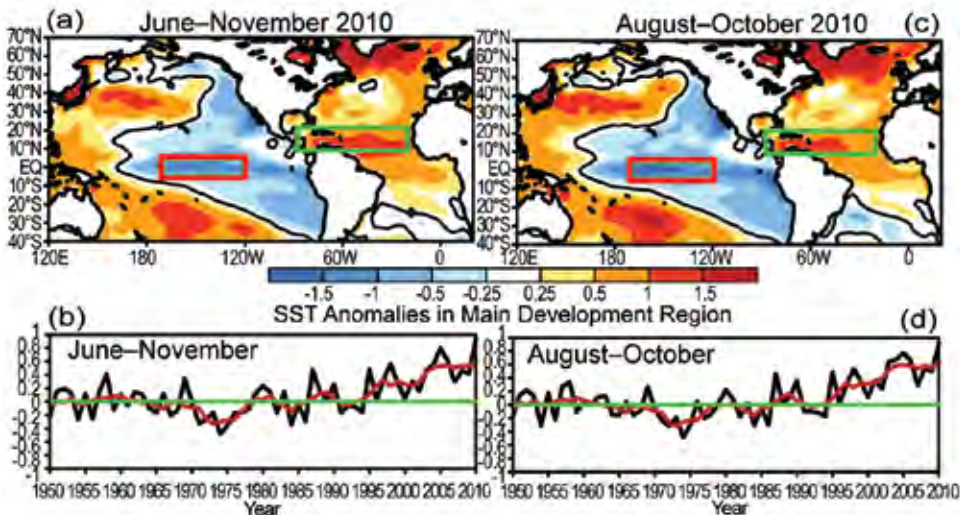 (a) June–November 2010
70°N
60°N
50°N
40°N
30°N
20°N
10°N
EQ
10°S
20°S
30°S
40°S
120E 180 120W 60W 0
August–October 2010 (c)
70°N
60°N
50°N
40°N
30°N
20°N
10°N
EQ
10°S
20°S
30°S
40°S
120E 180 120W 60W 0
-1.5 -1 -0.5 -0.25 0.25 0.5 1 1.5
SST Anomalies in Main Development Region
(b)
June–November
1
0.8
0.6
0.4
0.2
0
-0.2
-0.4
-0.6
-0.8
-1
1950 1955 1960 1965 1970 1975 1980 1985 1990 1995 2000 2005 2010
Year
(d)
August–October
1
0.8
0.6
0.4
0.2
0
-0.2
-0.4
-0.6
-0.8
-1
1950 1955 1960 1965 1970 1975 1980 1985 1990 1995 2000 2005 2010
Year